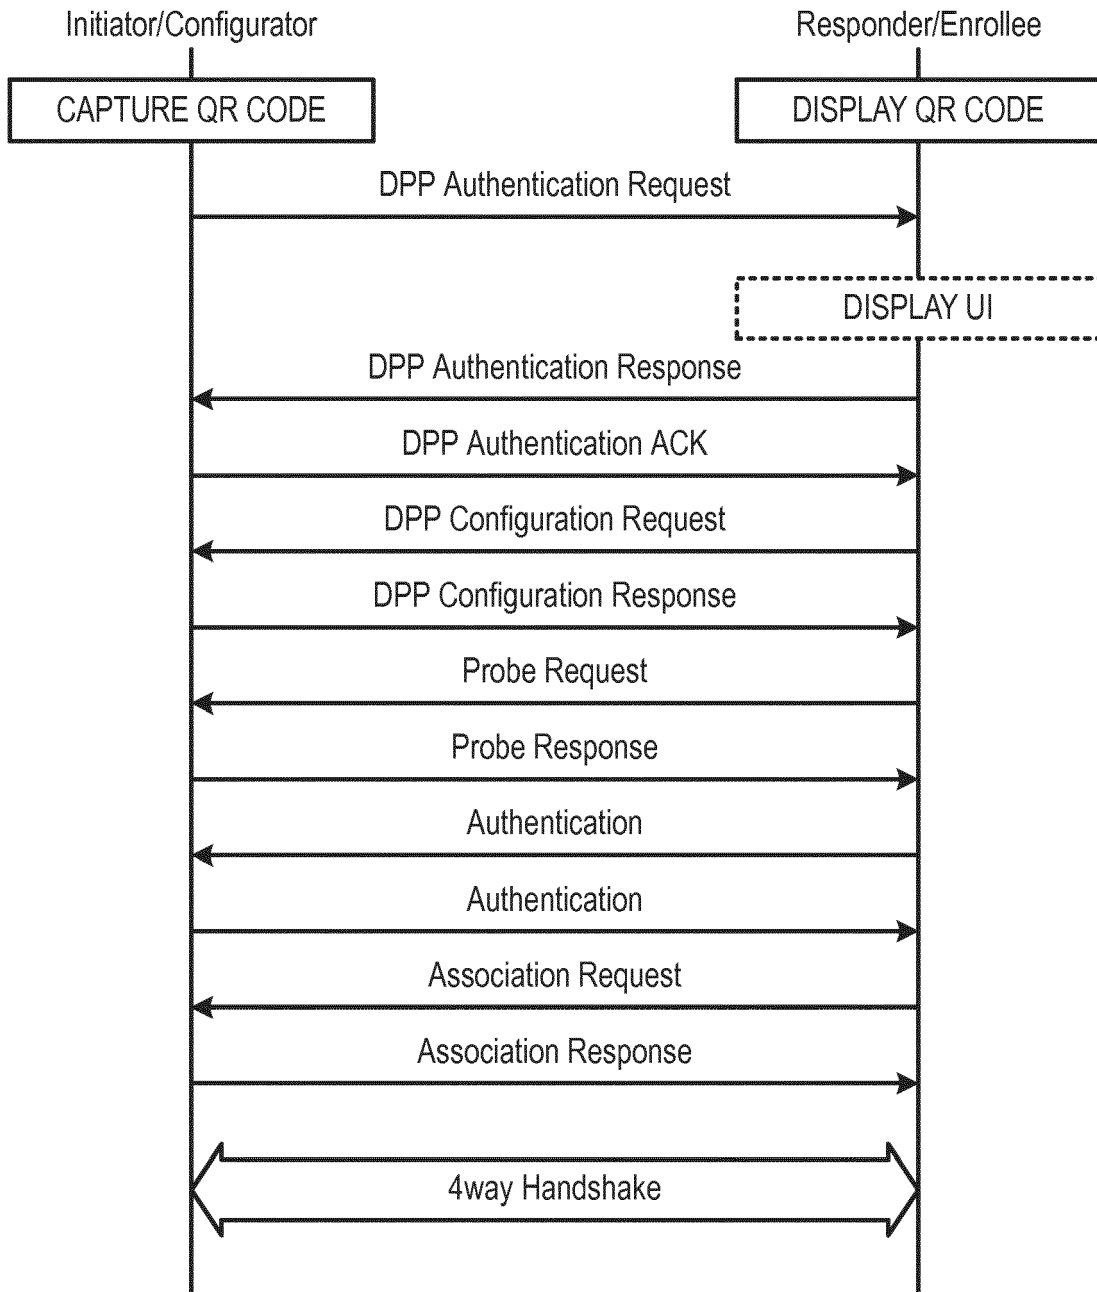 Initiator/Configurator
Responder/Enrollee
CAPTURE QR CODE
DISPLAY QR CODE
DPP Authentication Request
DISPLAY UI
DPP Authentication Response
DPP Authentication ACK
DPP Configuration Request
DPP Configuration Response
Probe Request
Probe Response
Authentication
Authentication
Association Request
Association Response
4way Handshake